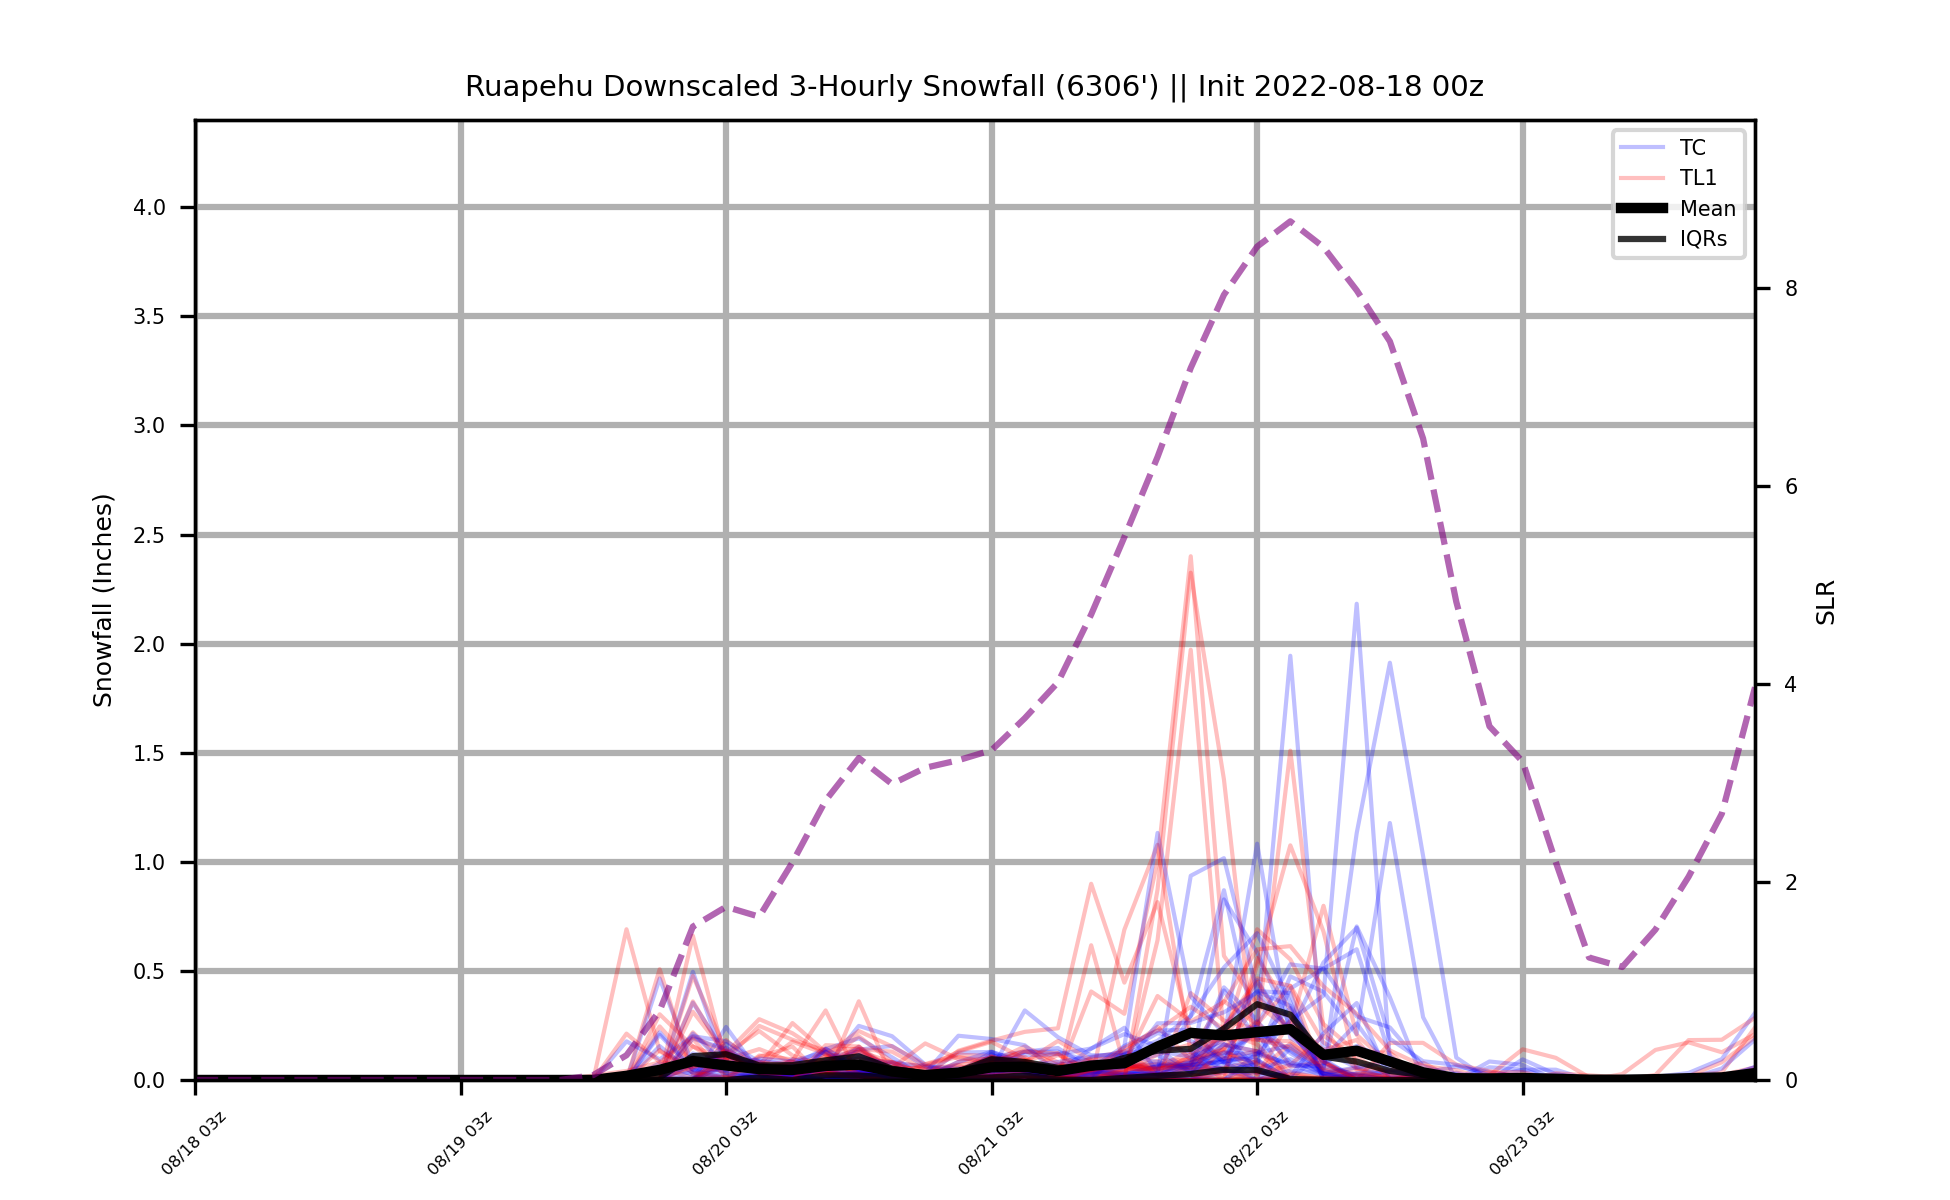 Ruapehu Downscaled 3-Hourly Snowfall (6306') || Init 2022-08-18 00z
TC
TL1
Mean
IQRs
4.0
3.5
3.0
2.5
2.0
1.5
1.0
0.5
0.0
Snowfall (Inches)
8
6
4
2
0
SLR
08/18 03z
08/19 03z
08/20 03z
08/21 03z
08/22 03z
08/23 03z